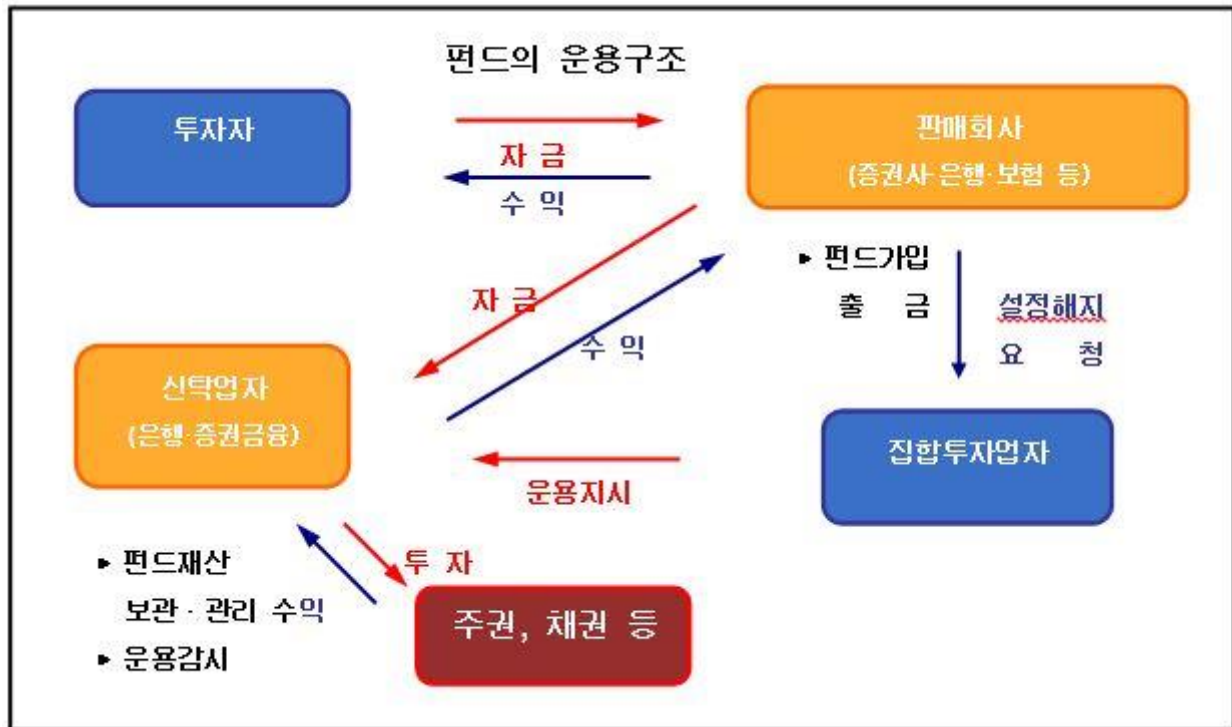 펀드의 운용구조
투자자
판매회사
(증권사·은행·보험 등)
자 금
수 익
▸ 펀드가입
출 금
설정해지
요 청
자 금
수 익
신탁업자
(은행·증권금융)
집합투자업자
운용지시
▸ 펀드재산
보관·관리 수익
▸ 운용감시
투 자
주권, 채권 등